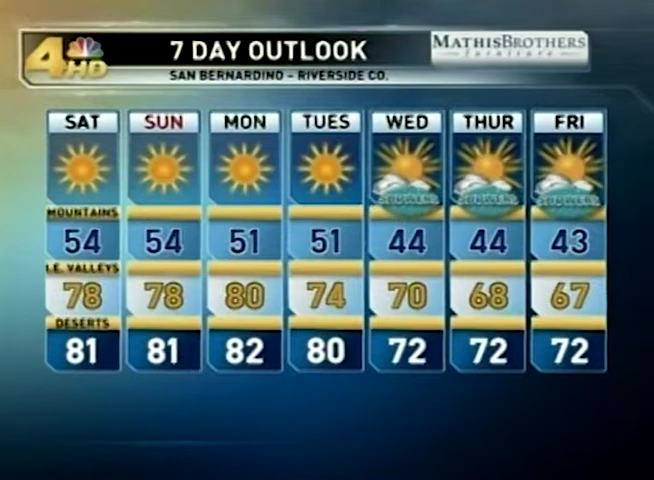 4 HD
7 DAY OUTLOOK
MATHIS BROTHERS
furniture
SAN BERNARDINO - RIVERSIDE CO.
SAT SUN MON TUES WED THUR FRI
MOUNTAINS
54 54 51 51 44 44 43
I.E. VALLEYS
78 78 80 74 70 68 67
DESERTS
81 81 82 80 72 72 72